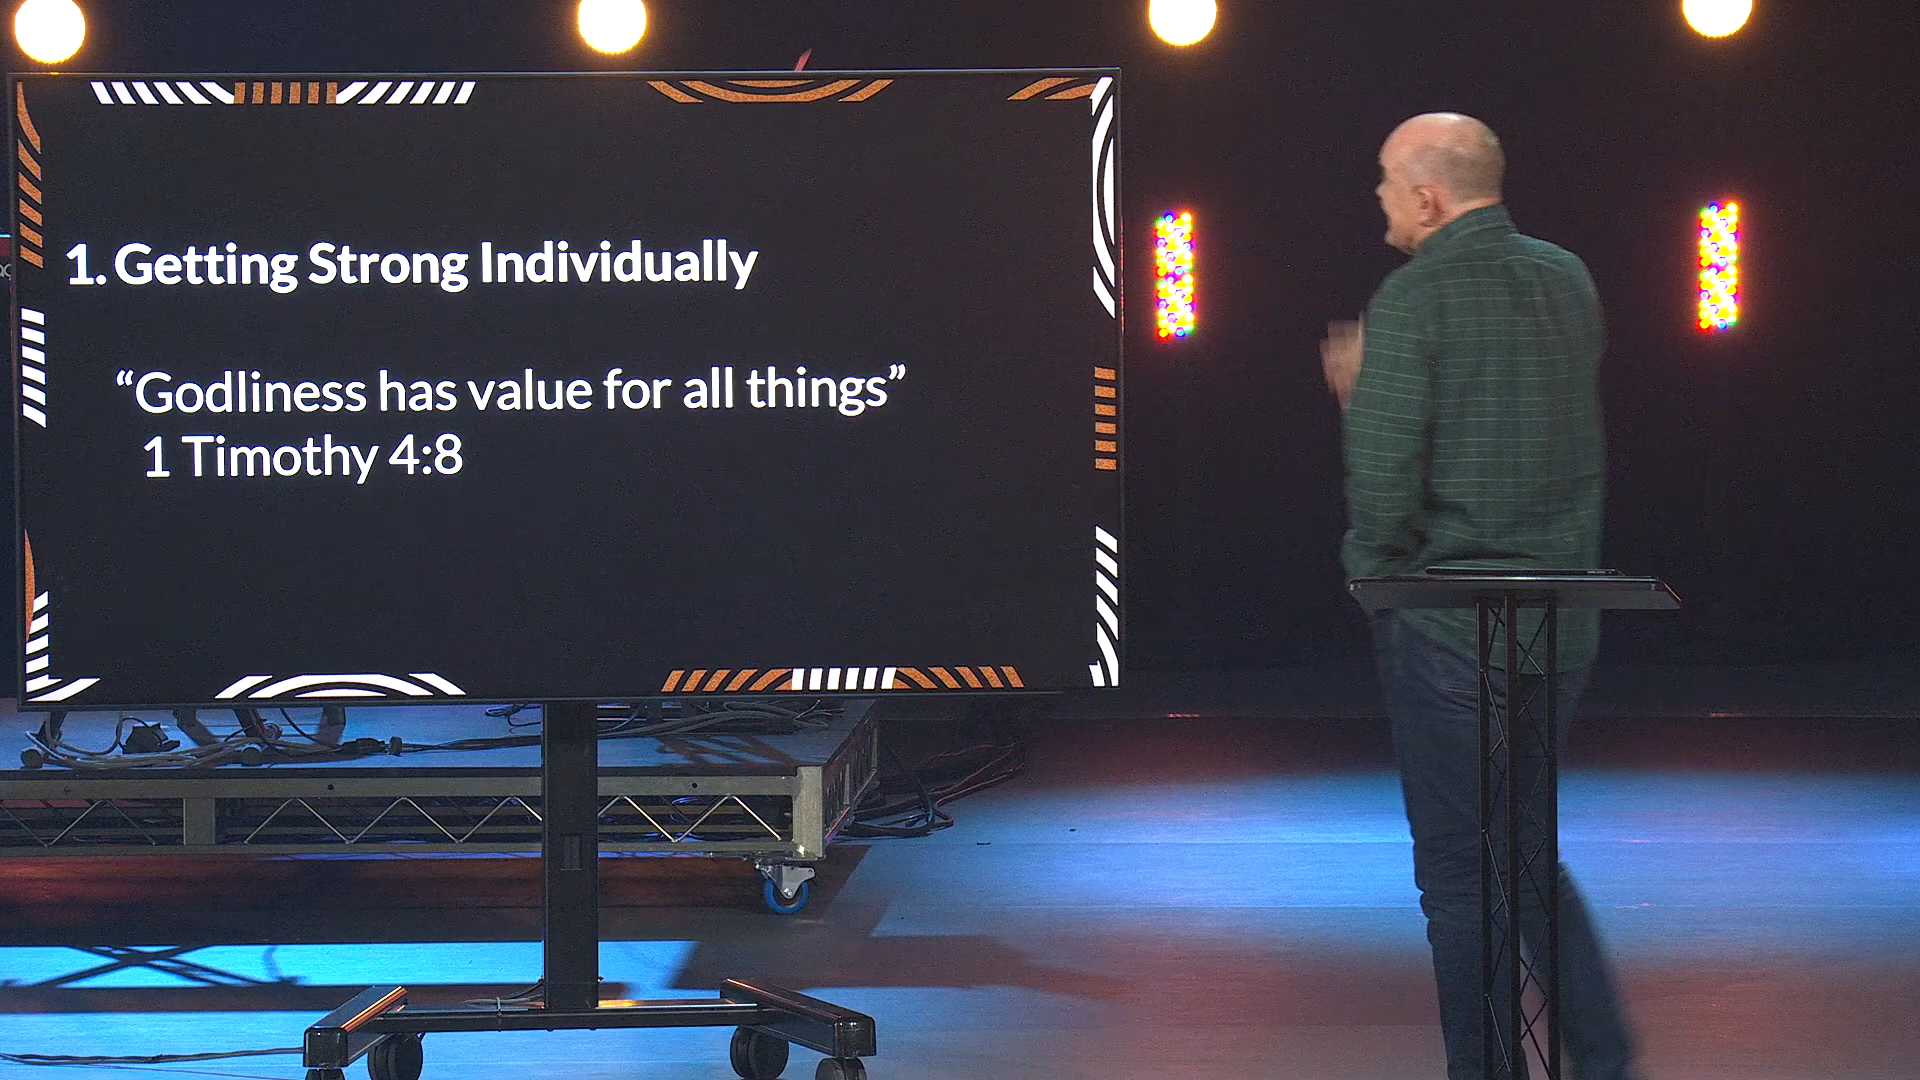 1. Getting Strong Individually
“Godliness has value for all things”
1 Timothy 4:8